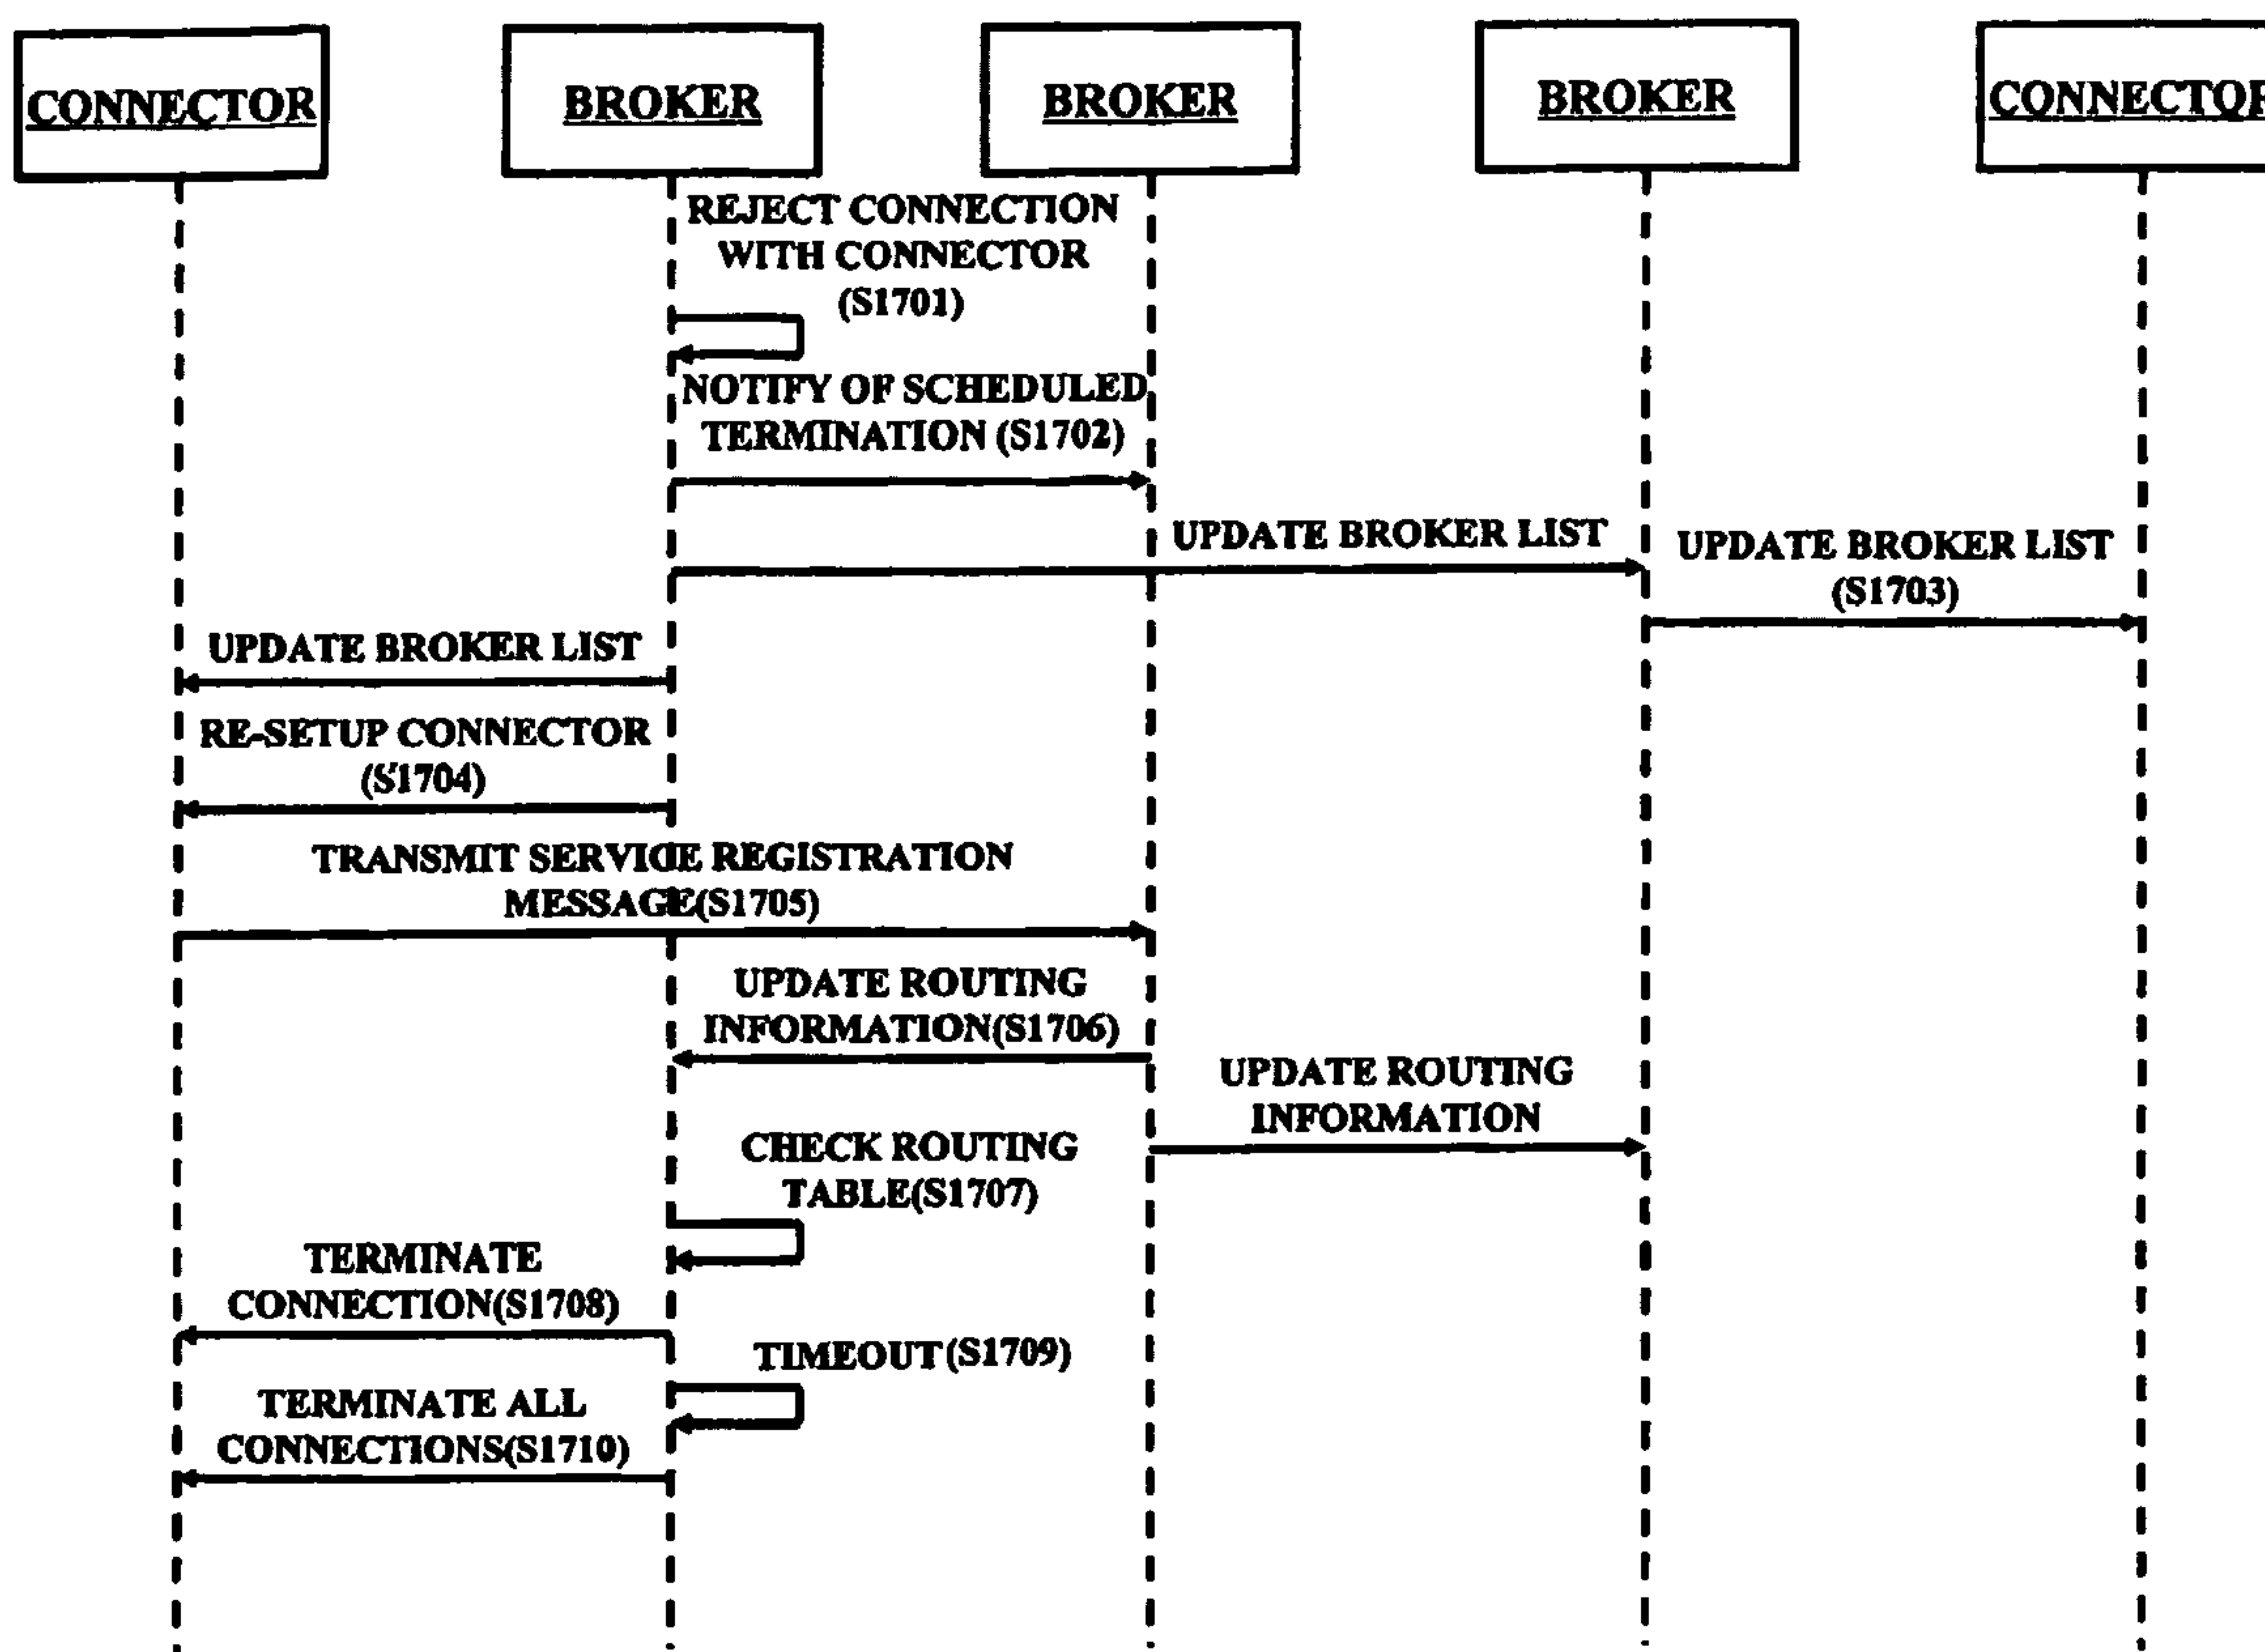 CONNECTOR
BROKER
BROKER
BROKER
CONNECTOR
REJECT CONNECTION
WITH CONNECTOR
(S1701)
NOTIFY OF SCHEDULED
TERMINATION (S1702)
UPDATE BROKER LIST
UPDATE BROKER LIST
(S1703)
UPDATE BROKER LIST
RE-SETUP CONNECTOR
(S1704)
TRANSMIT SERVICE REGISTRATION
MESSAGE(S1705)
UPDATE ROUTING
INFORMATION(S1706)
UPDATE ROUTING
INFORMATION
CHECK ROUTING
TABLE(S1707)
TERMINATE
CONNECTION(S1708)
TIMEOUT(S1709)
TERMINATE ALL
CONNECTIONS(S1710)